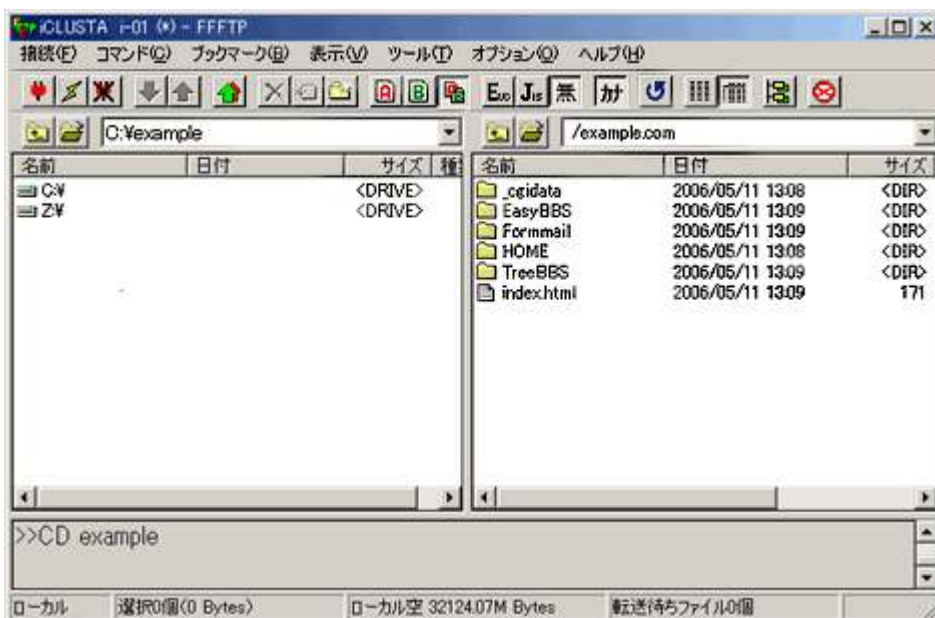 iCLUSTA i-01 (*) - FFFTP
接続(F) コマンド(C) ブックマーク(B) 表示(V) ツール(T) オプション(O) ヘルプ(H)
A B Euc Jis 無 カナ
C:¥example /example.com
名前 日付 サイズ 種 名前 日付 サイズ
C:¥ <DRIVE> _cgidata 2006/05/11 13:08 <DIR>
Z:¥ <DRIVE> EasyBBS 2006/05/11 13:09 <DIR>
Formmail 2006/05/11 13:09 <DIR>
HOME 2006/05/11 13:08 <DIR>
TreeBBS 2006/05/11 13:09 <DIR>
index.html 2006/05/11 13:09 171
>>CD example
ローカル 選択0個(0 Bytes) ローカル空 32124.07M Bytes 転送待ちファイル0個